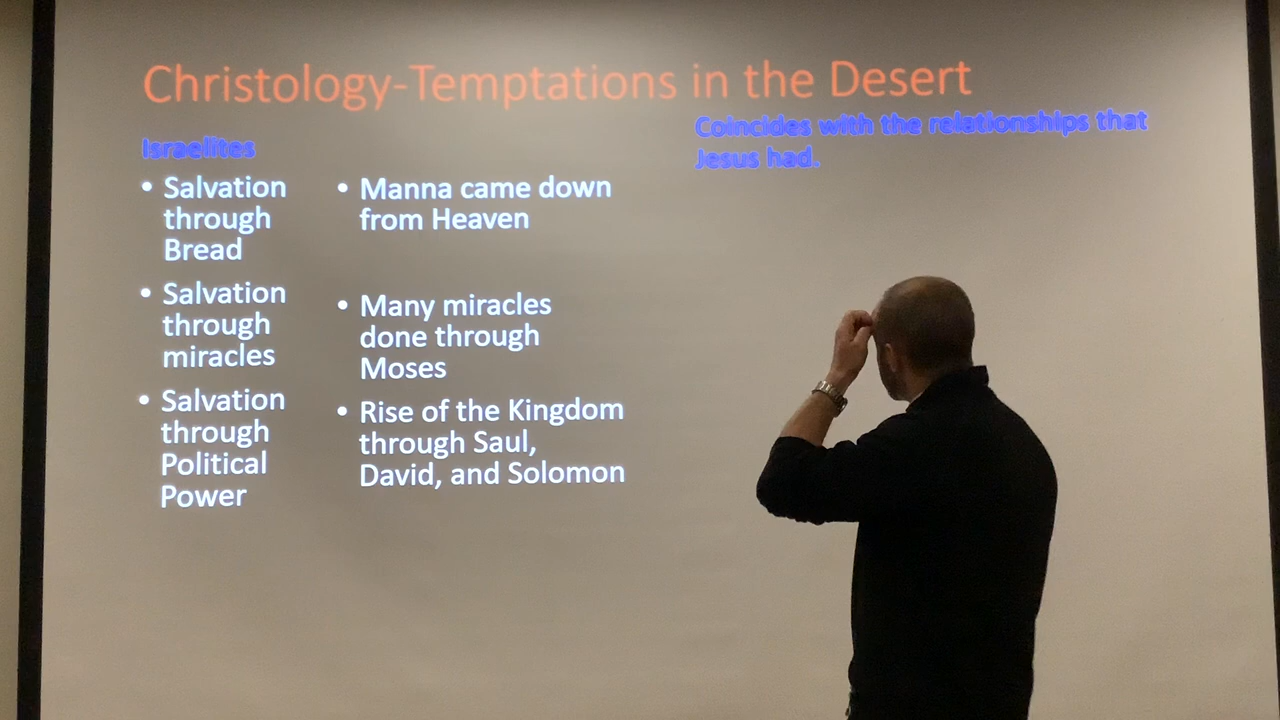 Christology-Temptations in the Desert
Israelites
• Salvation
through
Bread
• Salvation
through
miracles
• Salvation
through
Political
Power
• Manna came down
from Heaven
• Many miracles
done through
Moses
• Rise of the Kingdom
through Saul,
David, and Solomon
Coincides with the relationships that
Jesus had.